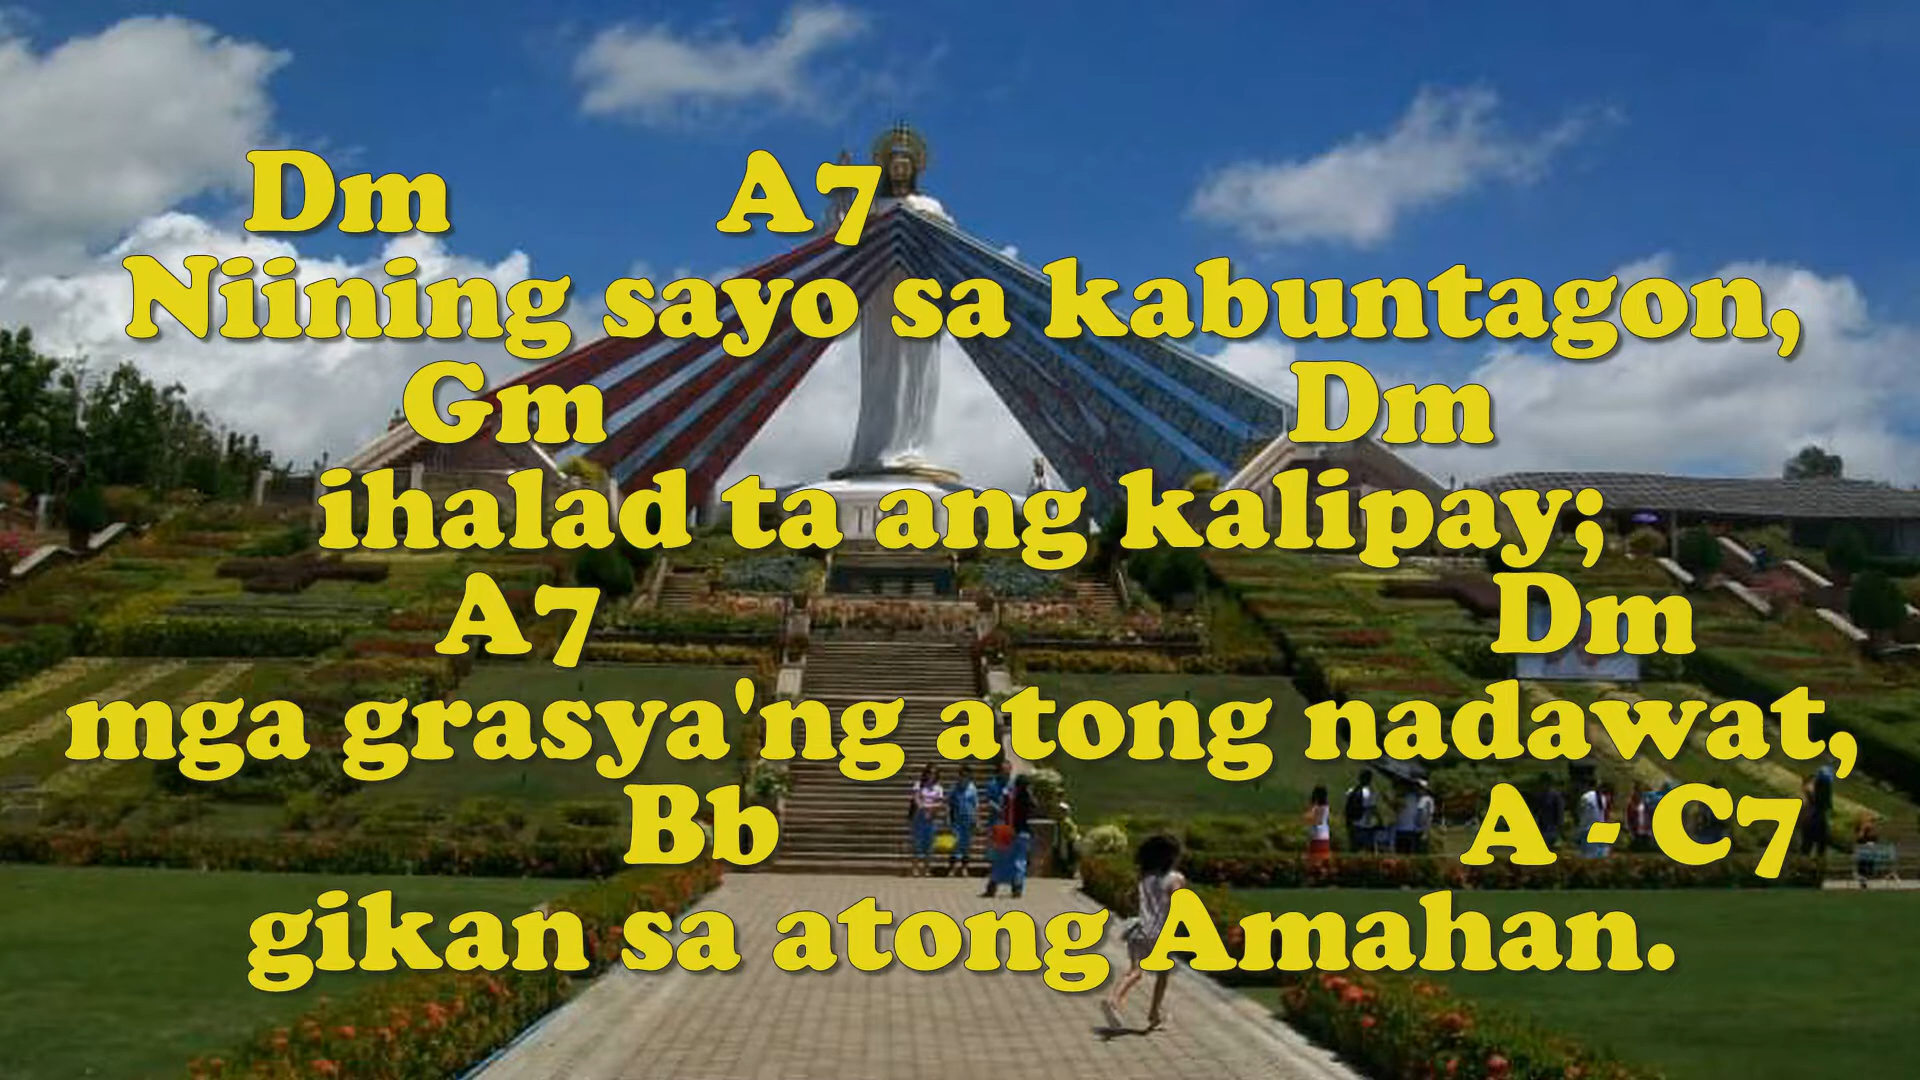 Dm A7
Niining sayo sa kabuntagon,
Gm Dm
ihalad ta ang kalipay;
A7 Dm
mga grasya'ng atong nadawat,
Bb A - C7
gikan sa atong Amahan.